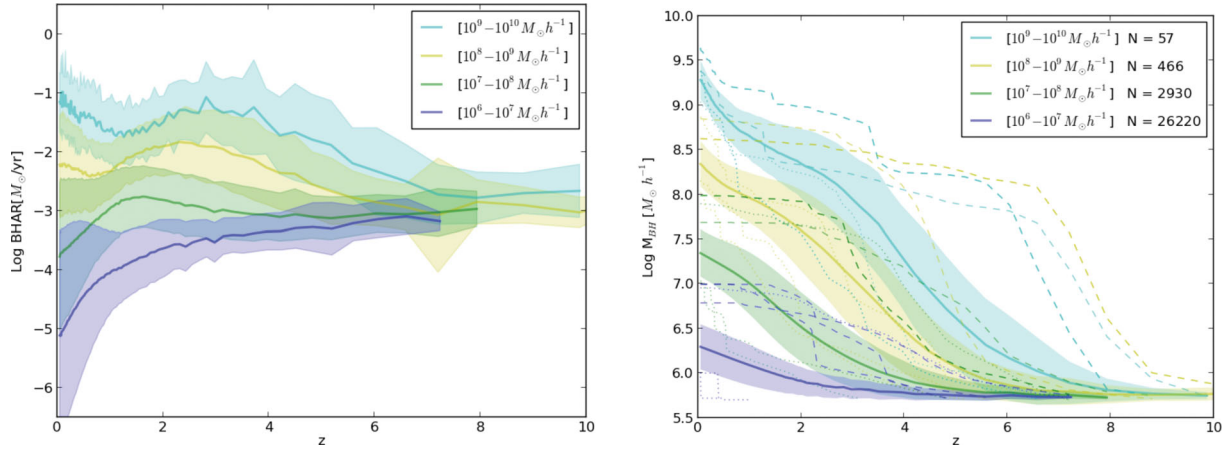 0
−1
−2
−3
−4
−5
−6
Log BHAR[M⊙/yr]
0 2 4 6 8 10
z
[10⁹−10¹⁰ M⊙h⁻¹]
[10⁸−10⁹ M⊙h⁻¹]
[10⁷−10⁸ M⊙h⁻¹]
[10⁶−10⁷ M⊙h⁻¹]
10.0
9.5
9.0
8.5
8.0
7.5
7.0
6.5
6.0
5.5
Log M_BH [M⊙ h⁻¹]
0 2 4 6 8 10
z
[10⁹−10¹⁰ M⊙h⁻¹] N = 57
[10⁸−10⁹ M⊙h⁻¹] N = 466
[10⁷−10⁸ M⊙h⁻¹] N = 2930
[10⁶−10⁷ M⊙h⁻¹] N = 26220